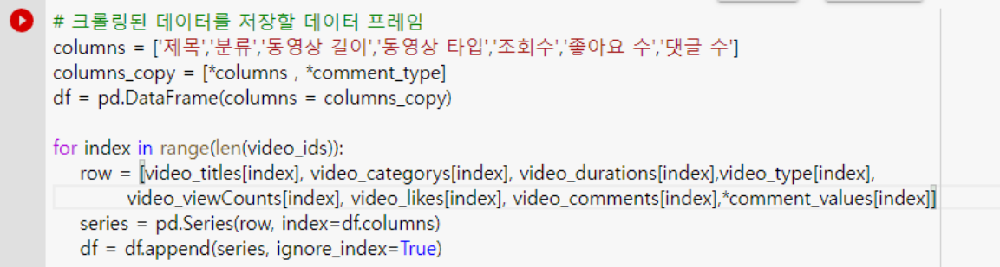 # 크롤링된 데이터를 저장할 데이터 프레임
columns = ['제목','분류','동영상 길이','동영상 타입','조회수','좋아요 수','댓글 수']
columns_copy = [*columns , *comment_type]
df = pd.DataFrame(columns = columns_copy)
for index in range(len(video_ids)):
row = [video_titles[index], video_categorys[index], video_durations[index],video_type[index],
video_viewCounts[index], video_likes[index], video_comments[index],*comment_values[index]]
series = pd.Series(row, index=df.columns)
df = df.append(series, ignore_index=True)